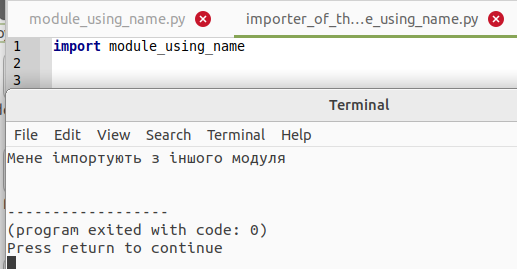 module_using_name.py
importer_of_th…e_using_name.py
1 import module_using_name
2
3
Terminal
File Edit View Search Terminal Help
Мене імпортують з іншого модуля
------------------
(program exited with code: 0)
Press return to continue